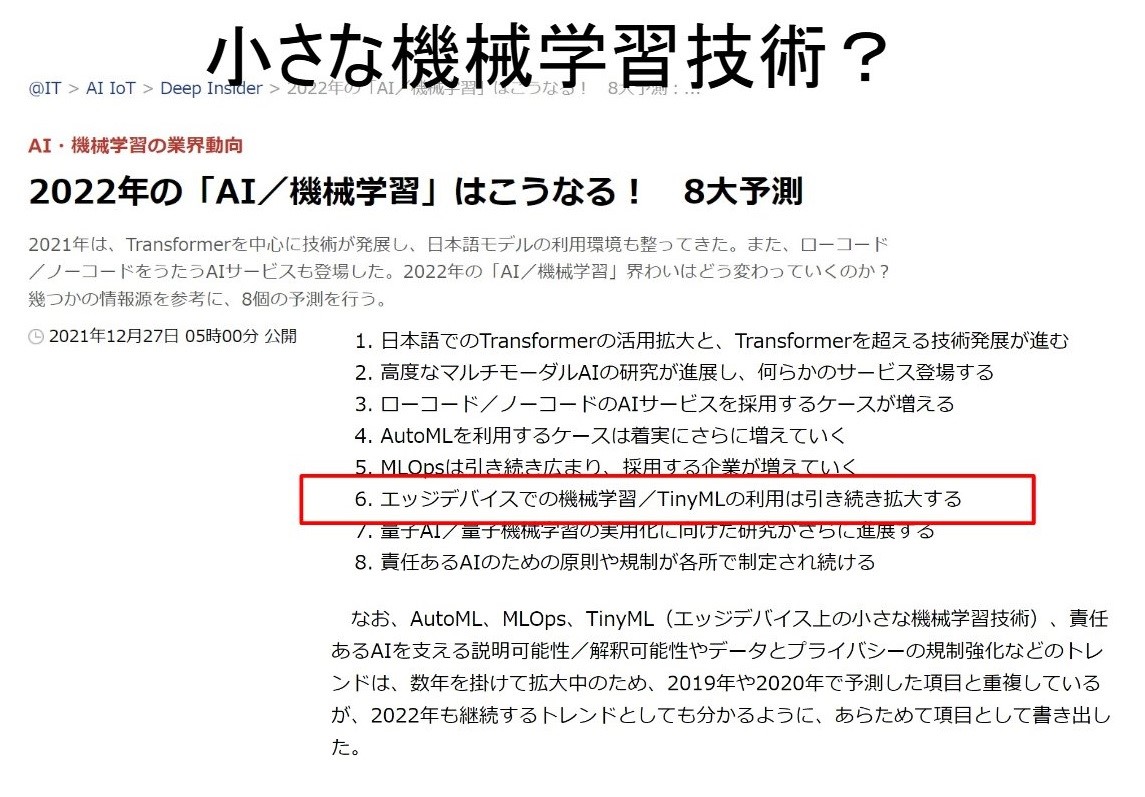 小さな機械学習技術？
@IT > AI IoT > Deep Insider > 2022年の「AI／機械学習」はこうなる！　8大予測：...
AI・機械学習の業界動向
2022年の「AI／機械学習」はこうなる！　8大予測
2021年は、Transformerを中心に技術が発展し、日本語モデルの利用環境も整ってきた。また、ローコード
／ノーコードをうたうAIサービスも登場した。2022年の「AI／機械学習」界わいはどう変わっていくのか？
幾つかの情報源を参考に、8個の予測を行う。
2021年12月27日 05時00分 公開
1. 日本語でのTransformerの活用拡大と、Transformerを超える技術発展が進む
2. 高度なマルチモーダルAIの研究が進展し、何らかのサービス登場する
3. ローコード／ノーコードのAIサービスを採用するケースが増える
4. AutoMLを利用するケースは着実にさらに増えていく
5. MLOpsは引き続き広まり、採用する企業が増えていく
6. エッジデバイスでの機械学習／TinyMLの利用は引き続き拡大する
7. 量子AI／量子機械学習の実用化に向けた研究がさらに進展する
8. 責任あるAIのための原則や規制が各所で制定され続ける
なお、AutoML、MLOps、TinyML（エッジデバイス上の小さな機械学習技術）、責任
あるAIを支える説明可能性／解釈可能性やデータとプライバシーの規制強化などのトレ
ンドは、数年を掛けて拡大中のため、2019年や2020年で予測した項目と重複している
が、2022年も継続するトレンドとしても分かるように、あらためて項目として書き出し
た。